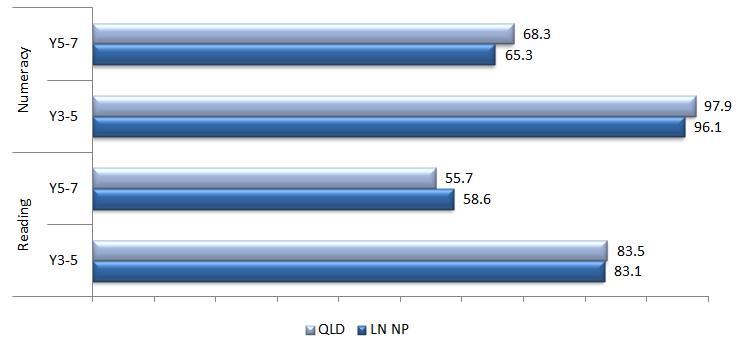 Numeracy
Y5-7
68.3
65.3
Y3-5
97.9
96.1
Reading
Y5-7
55.7
58.6
Y3-5
83.5
83.1
QLD LN NP